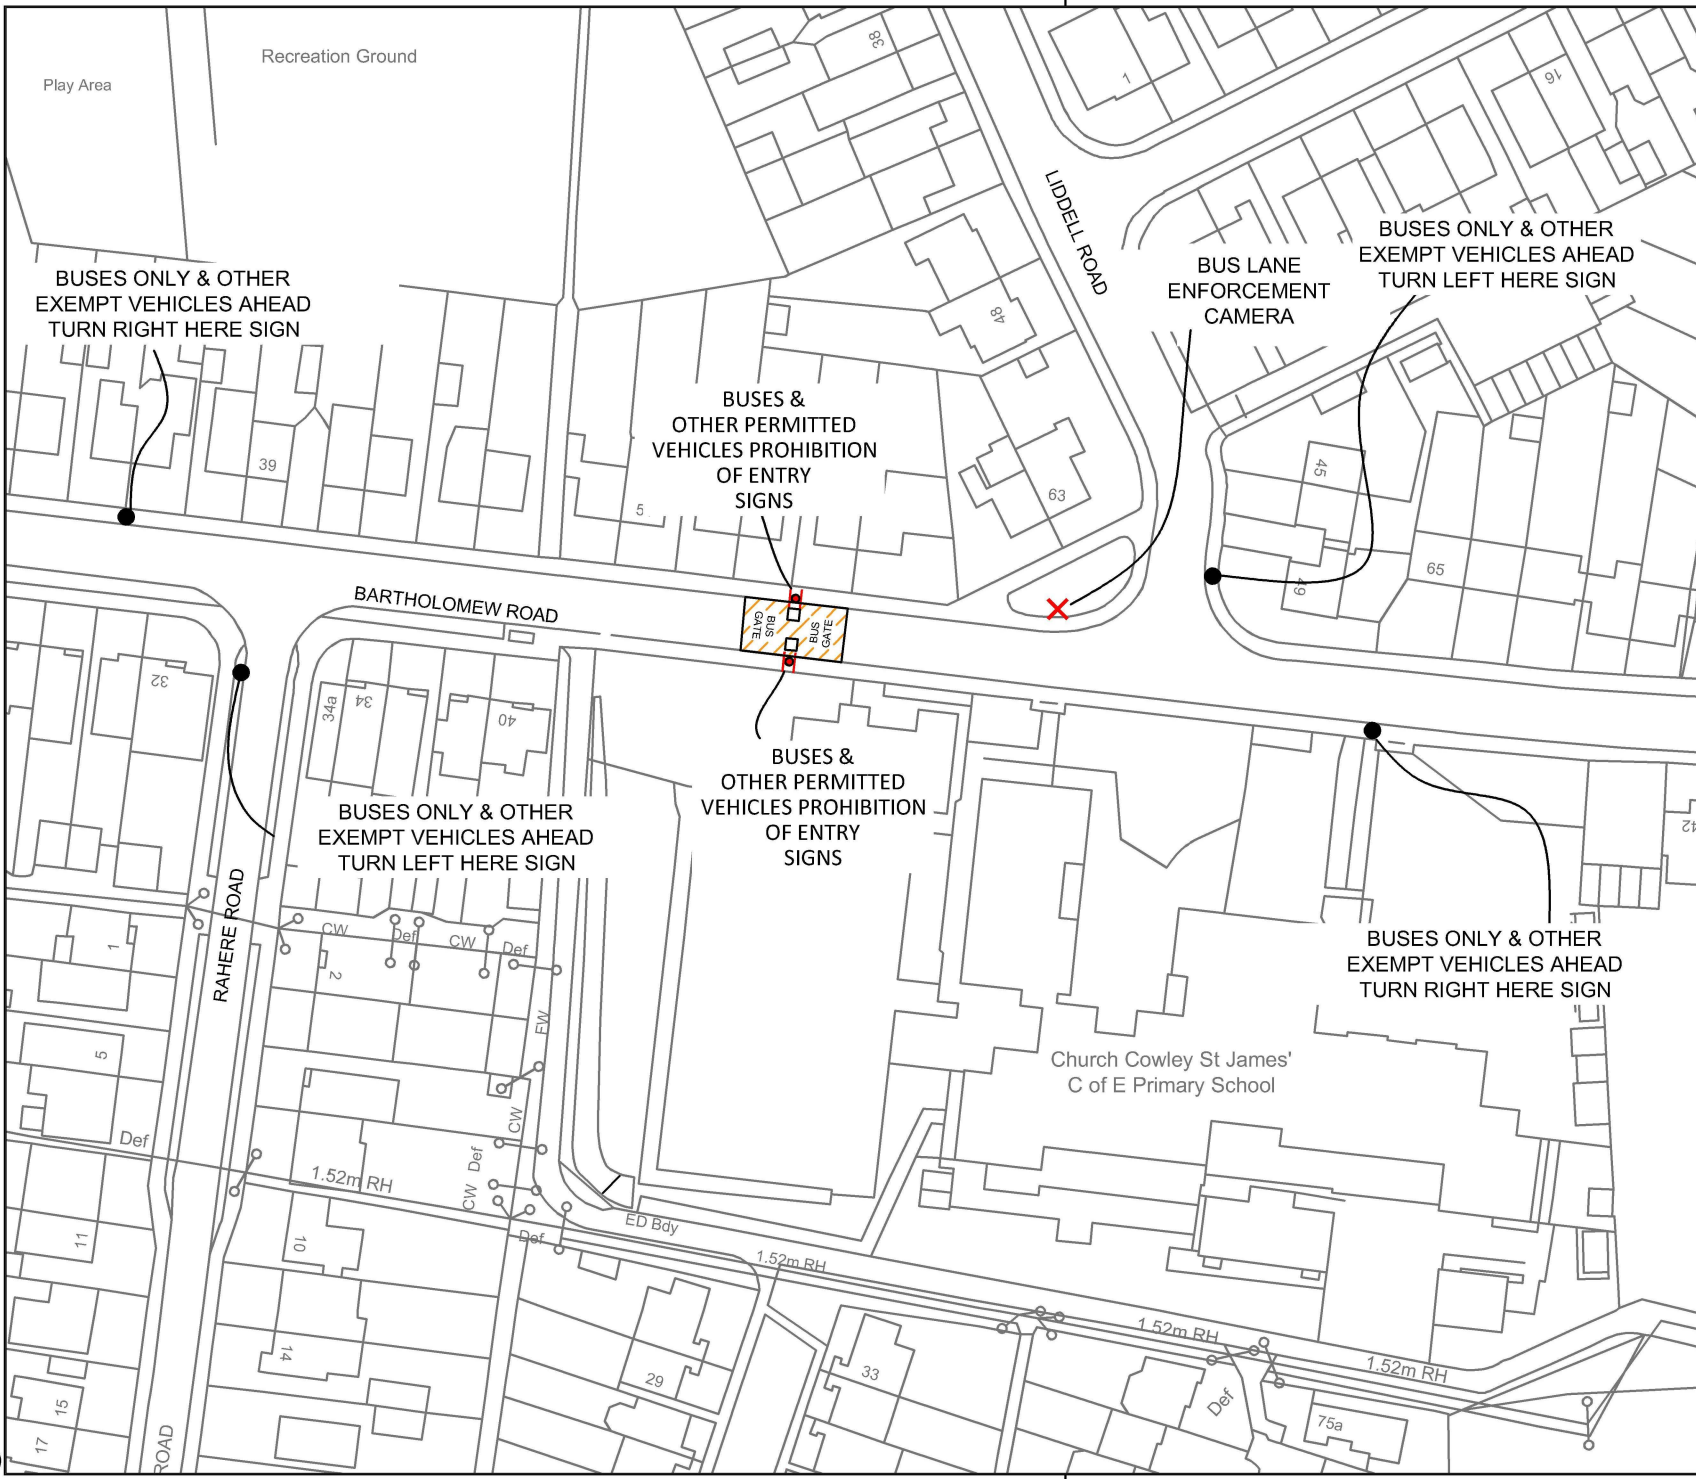 Recreation Ground
Play Area
38
1
16
LIDDELL ROAD
BUSES ONLY & OTHER
EXEMPT VEHICLES AHEAD
TURN LEFT HERE SIGN
BUS LANE
ENFORCEMENT
CAMERA
BUSES ONLY & OTHER
EXEMPT VEHICLES AHEAD
TURN RIGHT HERE SIGN
48
BUSES &
OTHER PERMITTED
VEHICLES PROHIBITION
OF ENTRY
SIGNS
39
5
63
45
49
65
BARTHOLOMEW ROAD
BUS
GATE
BUS
GATE
32
34a
34
40
BUSES &
OTHER PERMITTED
VEHICLES PROHIBITION
OF ENTRY
SIGNS
BUSES ONLY & OTHER
EXEMPT VEHICLES AHEAD
TURN LEFT HERE SIGN
42
RAHERE ROAD
CW
Def
CW
Def
1
2
BUSES ONLY & OTHER
EXEMPT VEHICLES AHEAD
TURN RIGHT HERE SIGN
FW
5
Church Cowley St James'
C of E Primary School
CW
Def
Def
1.52m RH
CW
ED Bdy
Def
11
10
1.52m RH
1.52m RH
1.52m RH
14
29
33
Def
75a
15
17
ROAD